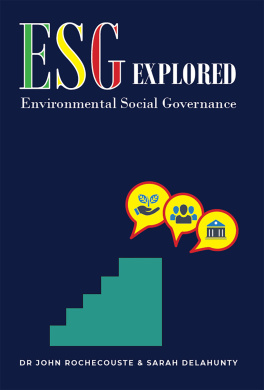 ESG EXPLORED
Environmental Social Governance
DR JOHN ROCHECOUSTE & SARAH DELAHUNTY